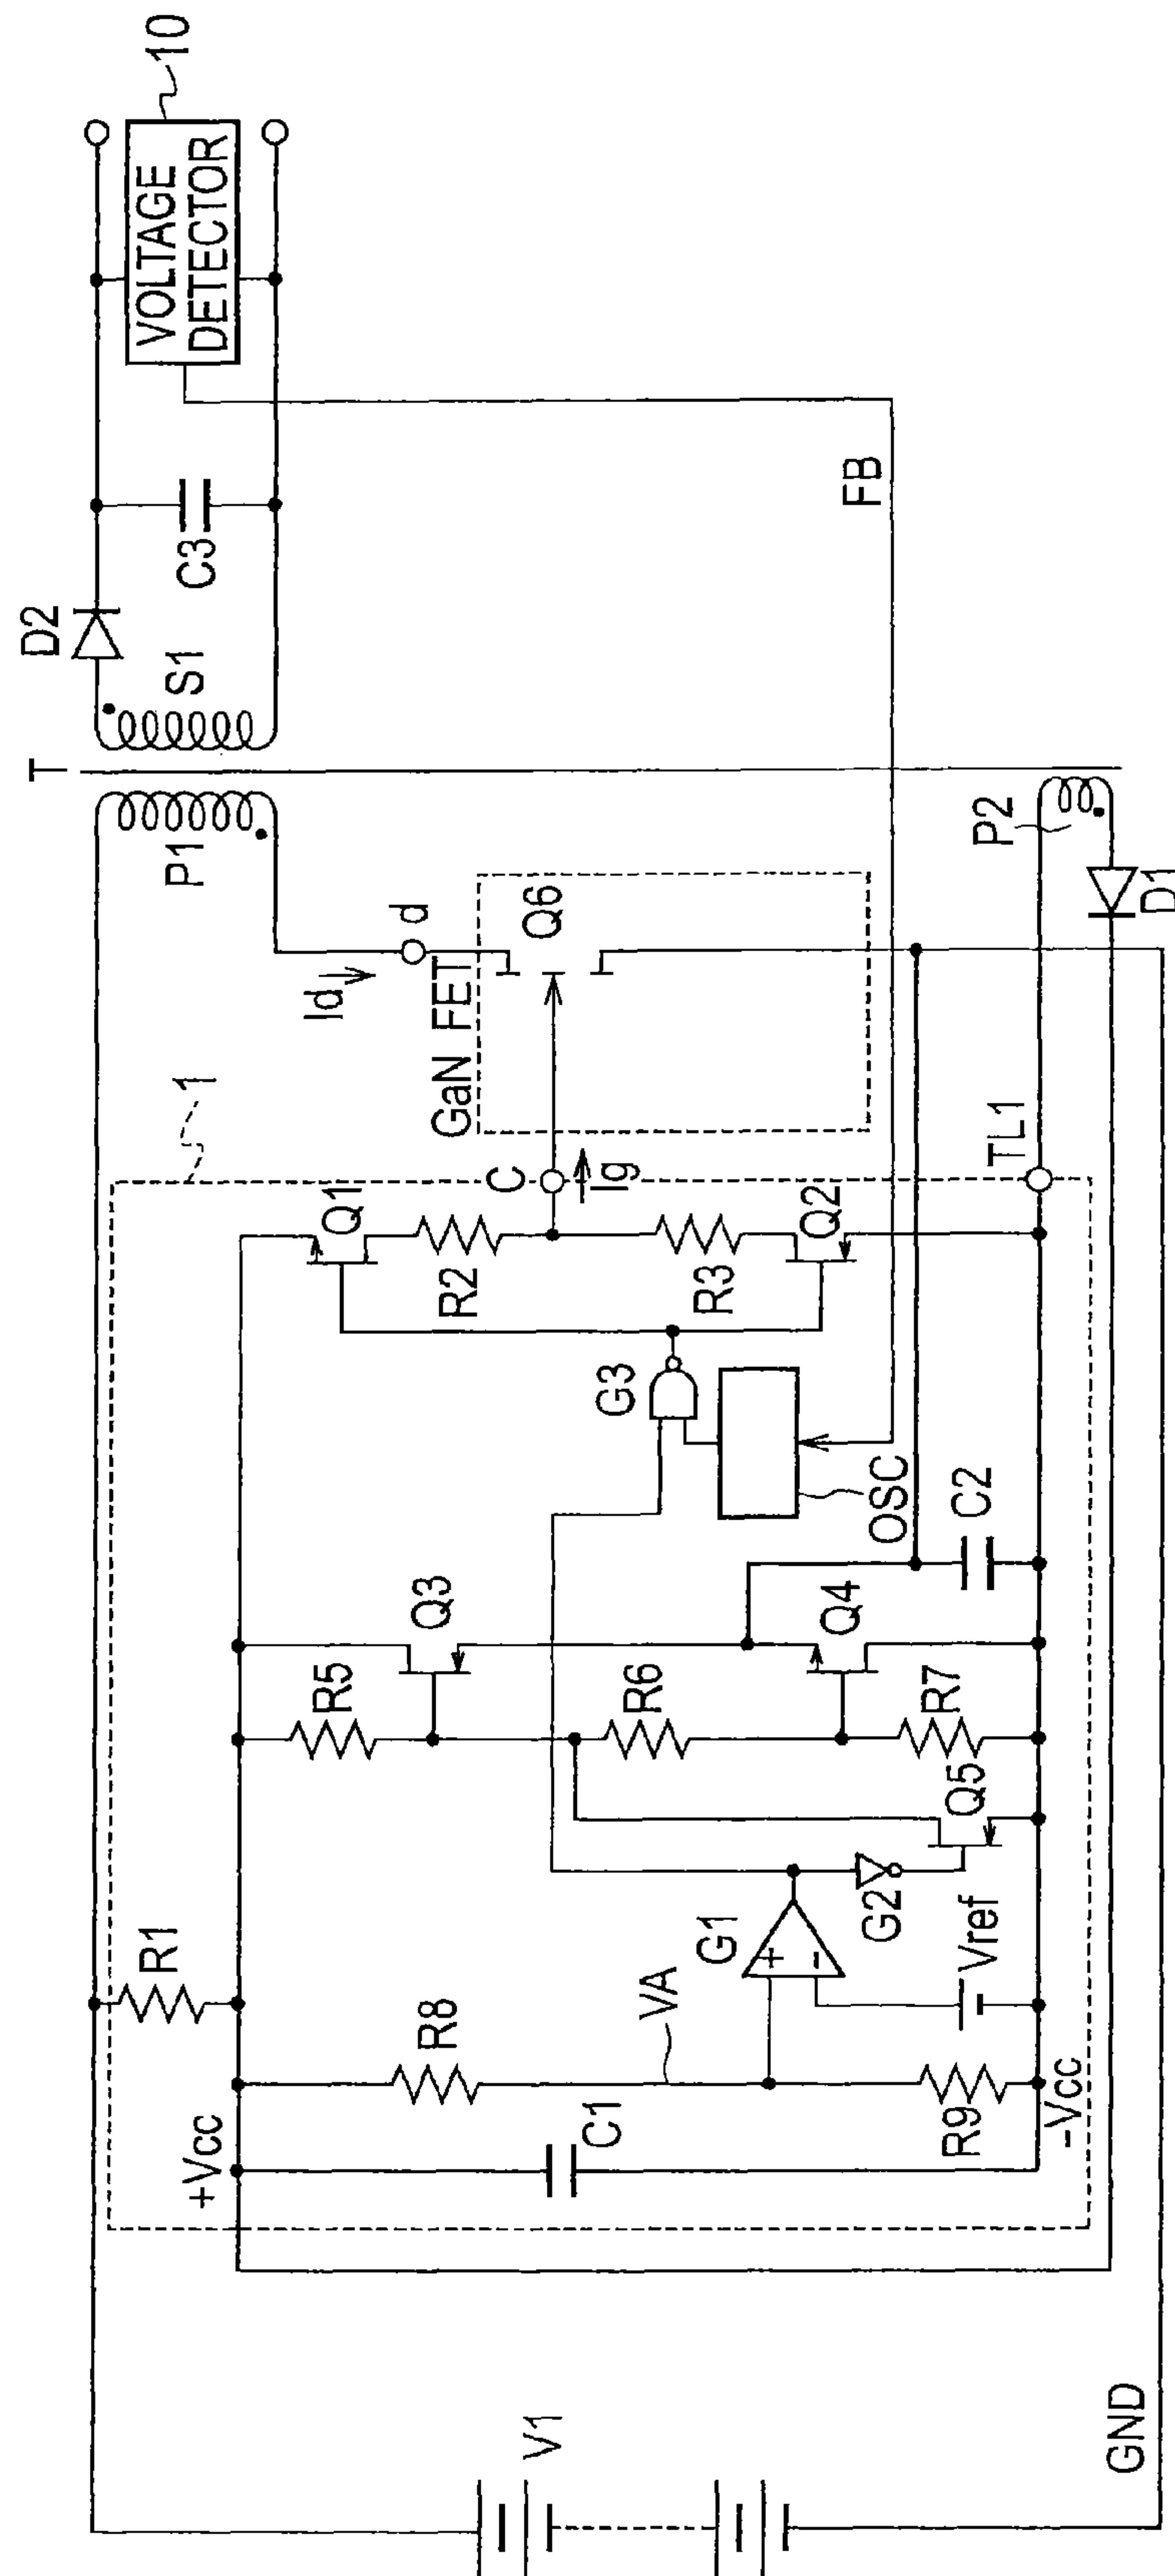 T
D2
S1
P1
C3
VOLTAGE
DETECTOR
10
Id
d
GaN FET
Q6
FB
P2
D1
1
C
Ig
TL1
R1
Q1
R2
R3
Q2
G3
OSC
C2
Q3
R5
R6
Q4
R7
Q5
G1
+
-
G2
Vref
VA
R8
R9
+Vcc
C1
-Vcc
V1
GND